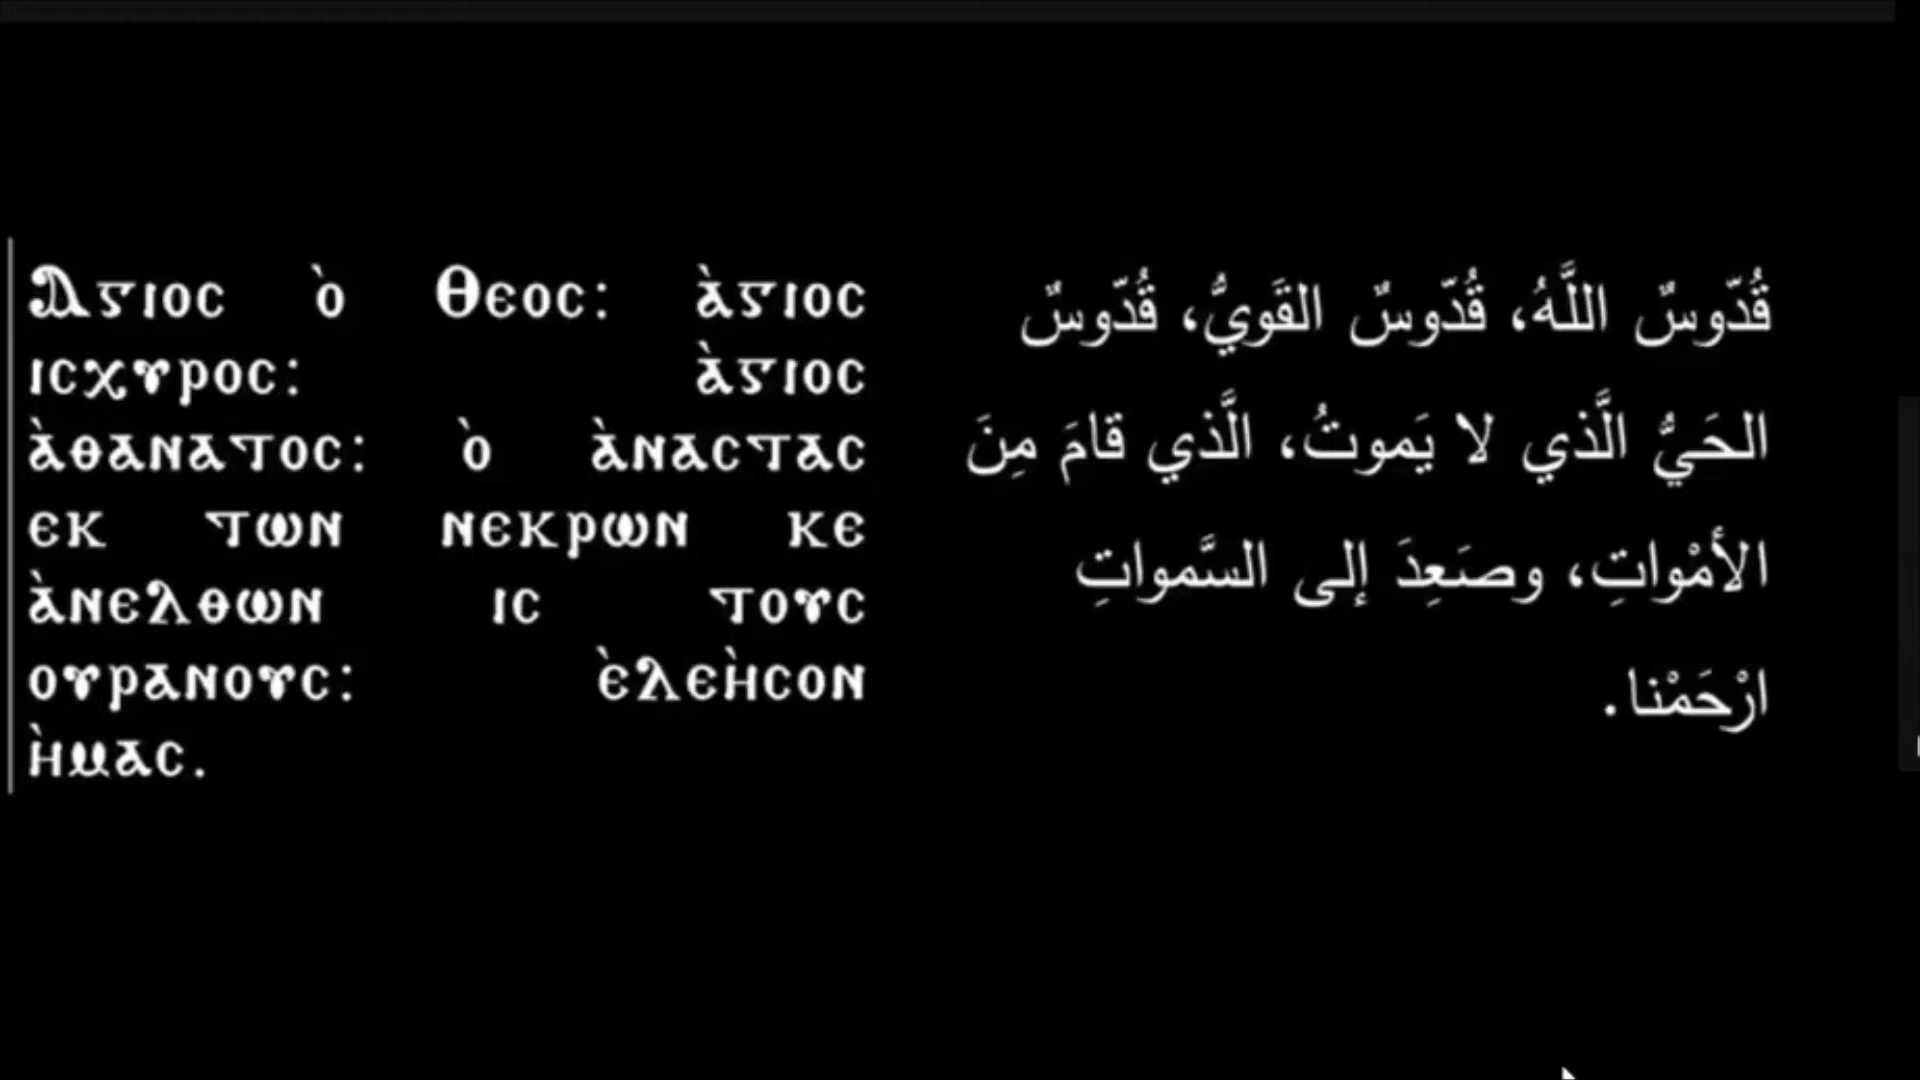 Ⲁⲅⲓⲟⲥ ⲟ̀ Ⲑⲉⲟⲥ: ⲁ̀ⲅⲓⲟⲥ
ⲓⲥⲭⲩⲣⲟⲥ: ⲁ̀ⲅⲓⲟⲥ
ⲁ̀ⲑⲁⲛⲁⲧⲟⲥ: ⲟ̀ ⲁ̀ⲛⲁⲥⲧⲁⲥ
ⲉⲕ ⲧⲱⲛ ⲛⲉⲕⲣⲱⲛ ⲕⲉ
ⲁ̀ⲛⲉⲗⲑⲱⲛ ⲓⲥ ⲧⲟⲩⲥ
ⲟⲩⲣⲁⲛⲟⲩⲥ: ⲉ̀ⲗⲉⲏ̀ⲥⲟⲛ
ⲏ̀ⲙⲁⲥ.
قُدّوسٌ اللَّهُ، قُدّوسٌ القَويُّ، قُدّوسٌ
الحَيُّ الَّذي لا يَموتُ، الَّذي قامَ مِنَ
الأمْواتِ، وصَعِدَ إلى السَّمواتِ
ارْحَمْنا.